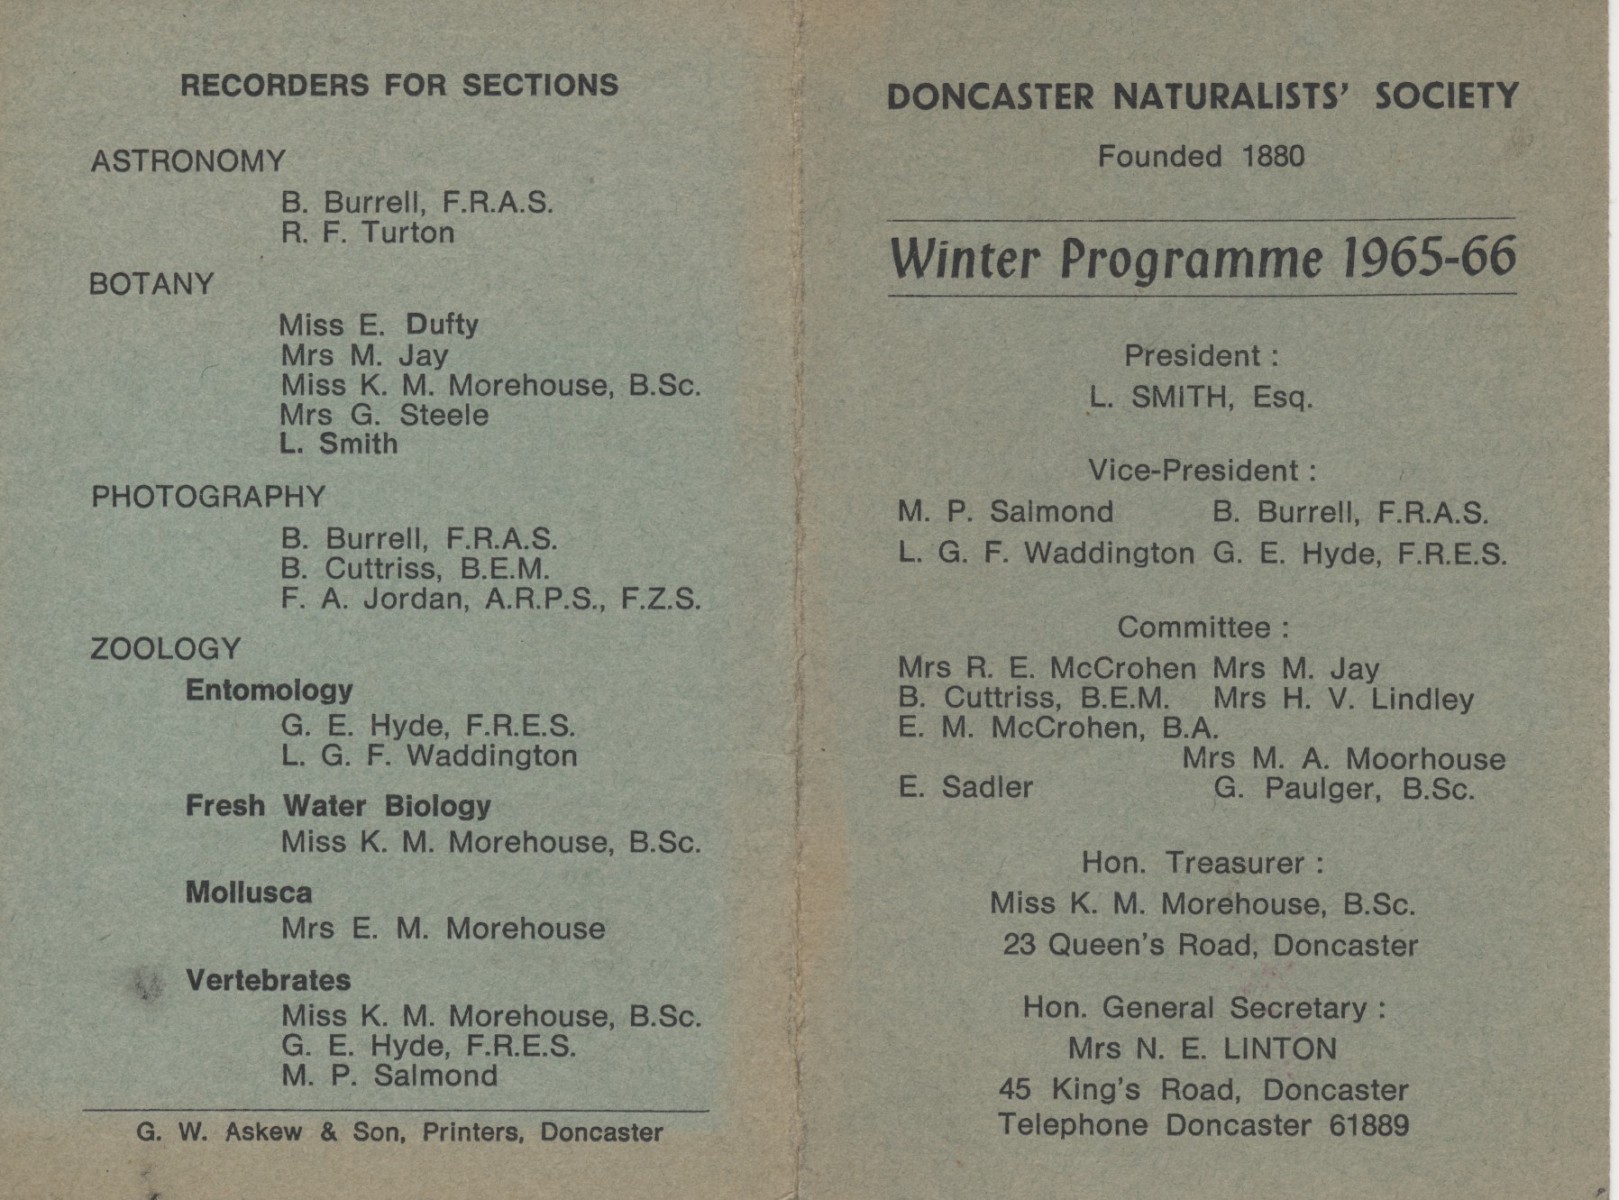 RECORDERS FOR SECTIONS
ASTRONOMY
B. Burrell, F.R.A.S.
R. F. Turton
BOTANY
Miss E. Dufty
Mrs M. Jay
Miss K. M. Morehouse, B.Sc.
Mrs G. Steele
L. Smith
PHOTOGRAPHY
B. Burrell, F.R.A.S.
B. Cuttriss, B.E.M.
F. A. Jordan, A.R.P.S., F.Z.S.
ZOOLOGY
Entomology
G. E. Hyde, F.R.E.S.
L. G. F. Waddington
Fresh Water Biology
Miss K. M. Morehouse, B.Sc.
Mollusca
Mrs E. M. Morehouse
Vertebrates
Miss K. M. Morehouse, B.Sc.
G. E. Hyde, F.R.E.S.
M. P. Salmond
G. W. Askew & Son, Printers, Doncaster
DONCASTER NATURALISTS' SOCIETY
Founded 1880
Winter Programme 1965-66
President :
L. SMITH, Esq.
Vice-President :
M. P. Salmond B. Burrell, F.R.A.S.
L. G. F. Waddington G. E. Hyde, F.R.E.S.
Committee :
Mrs R. E. McCrohen Mrs M. Jay
B. Cuttriss, B.E.M. Mrs H. V. Lindley
E. M. McCrohen, B.A.
Mrs M. A. Moorhouse
E. Sadler G. Paulger, B.Sc.
Hon. Treasurer :
Miss K. M. Morehouse, B.Sc.
23 Queen's Road, Doncaster
Hon. General Secretary :
Mrs N. E. LINTON
45 King's Road, Doncaster
Telephone Doncaster 61889